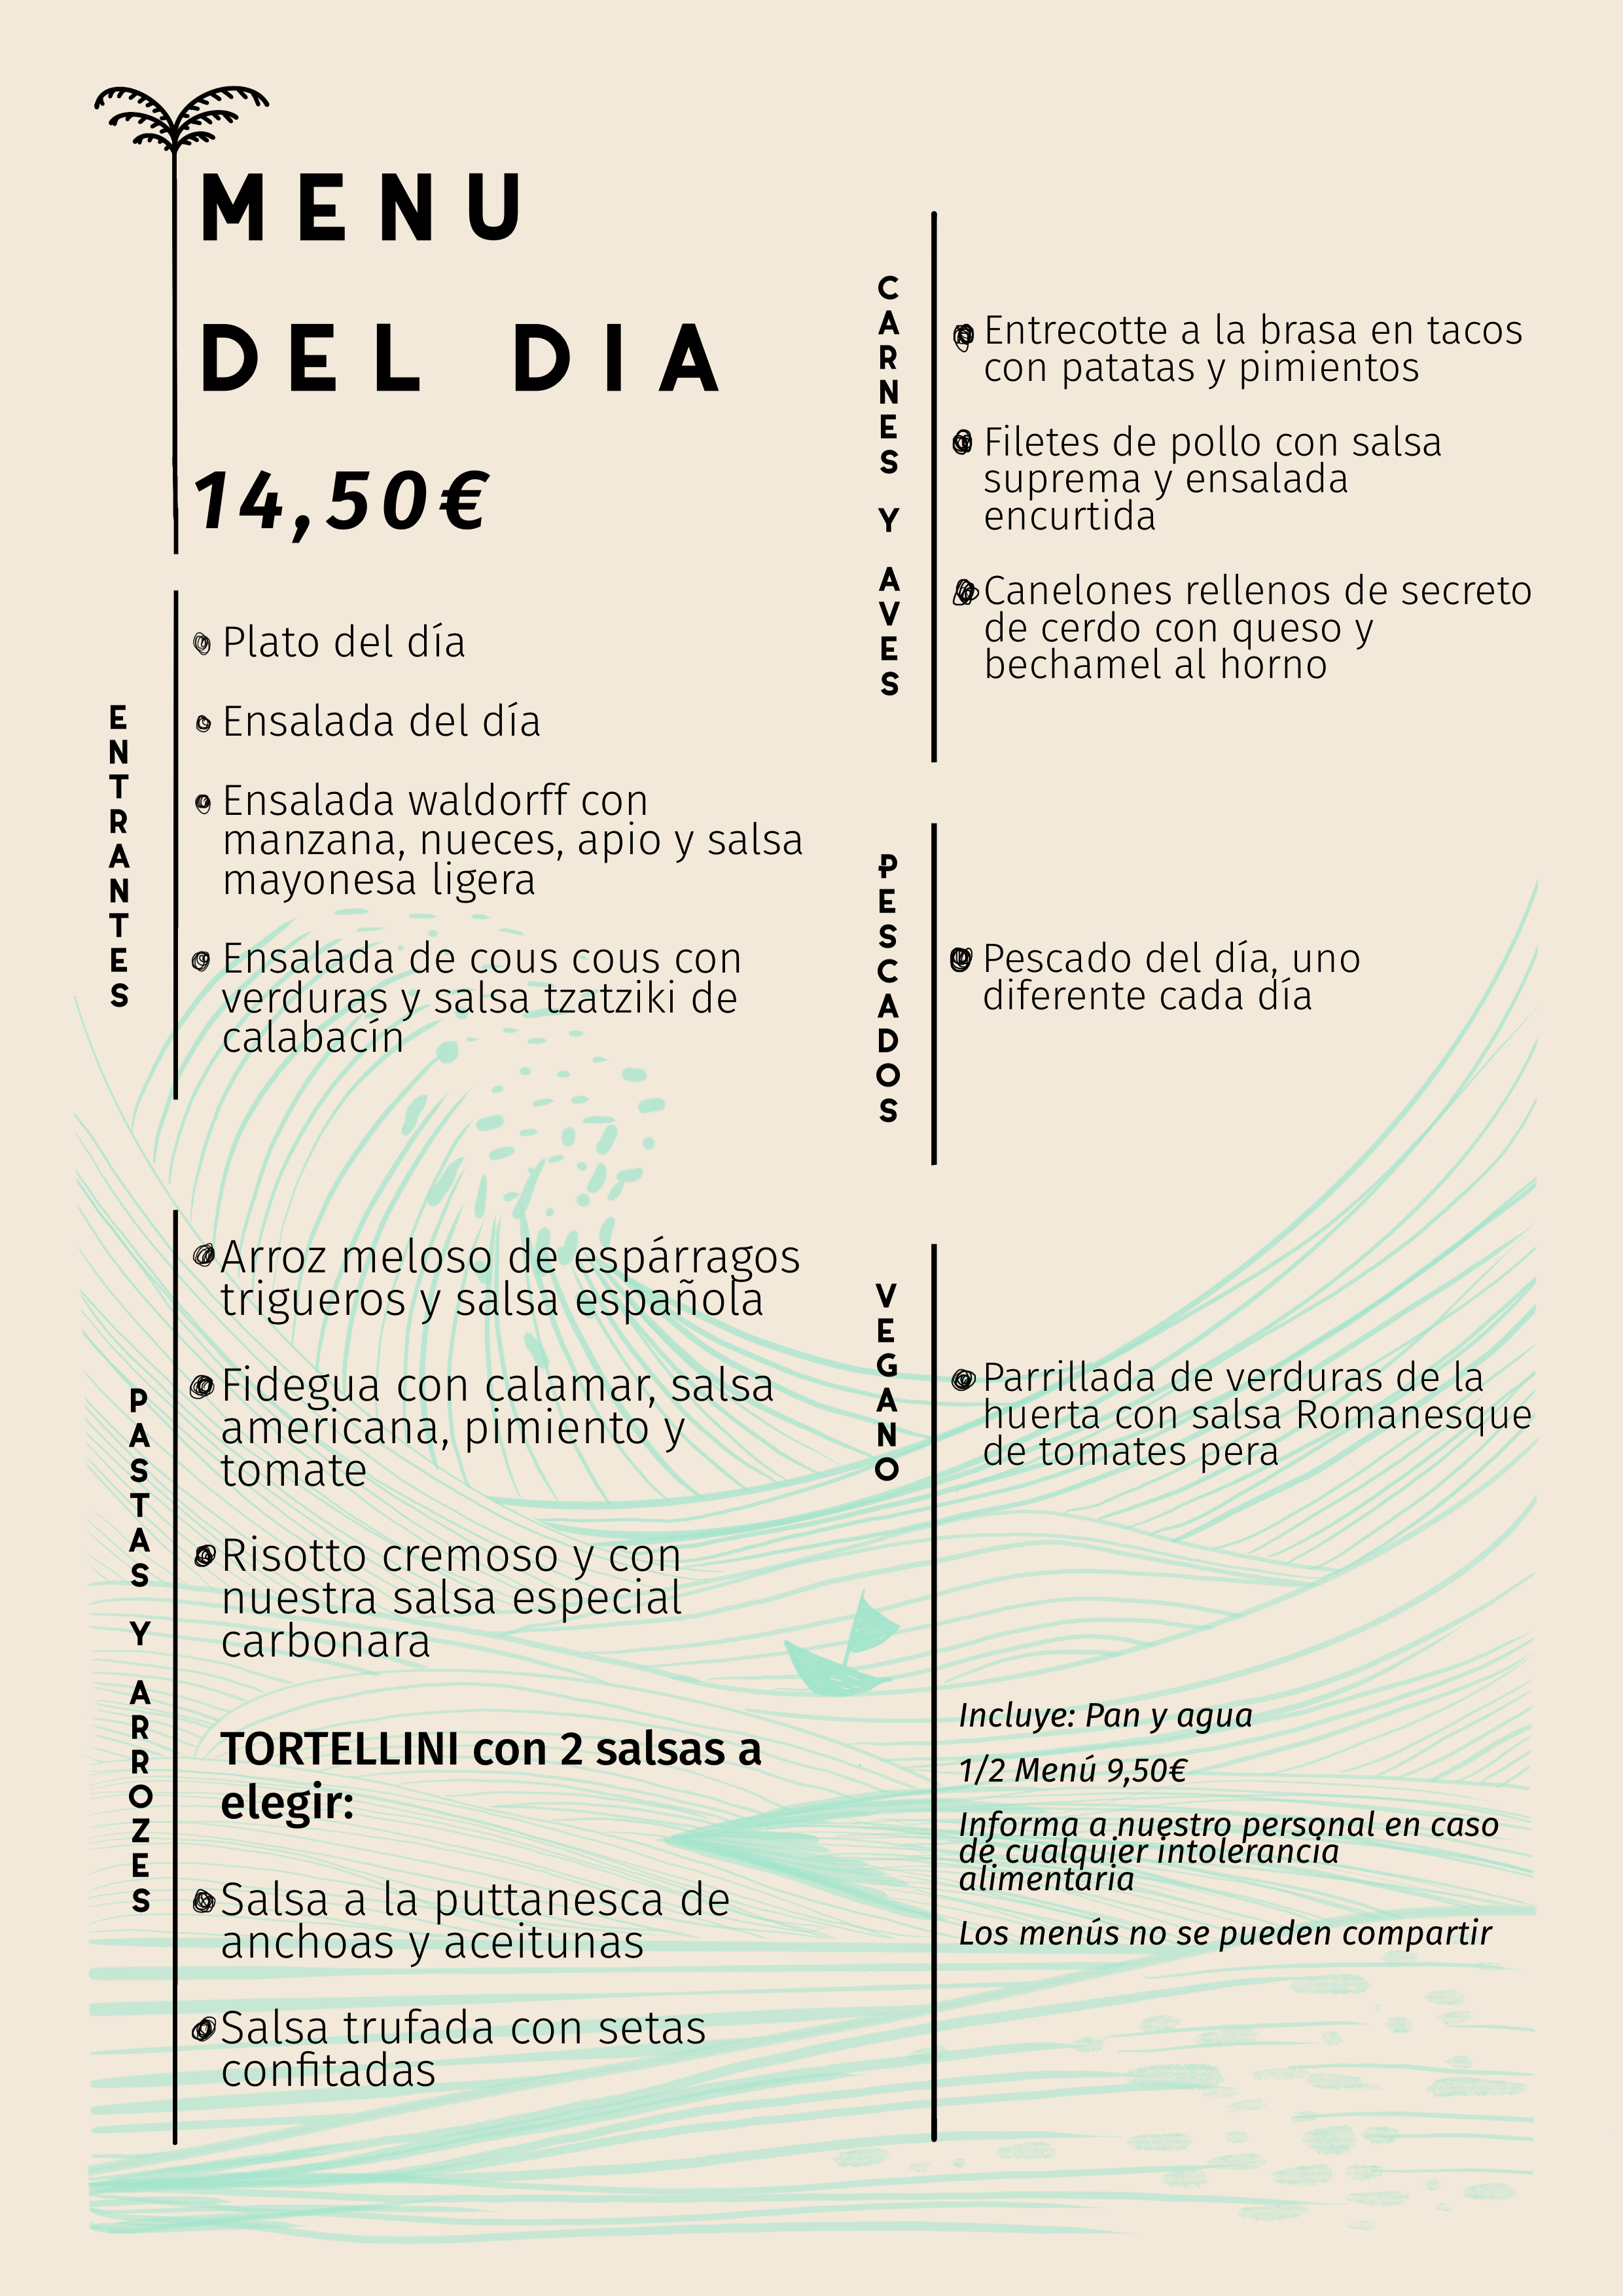 MENU
DEL DIA
14,50€
ENTRANTES
Plato del día
Ensalada del día
Ensalada waldorff con
manzana, nueces, apio y salsa
mayonesa ligera
Ensalada de cous cous con
verduras y salsa tzatziki de
calabacín
PASTAS Y ARROZES
Arroz meloso de espárragos
trigueros y salsa española
Fidegua con calamar, salsa
americana, pimiento y
tomate
Risotto cremoso y con
nuestra salsa especial
carbonara
TORTELLINI con 2 salsas a
elegir:
Salsa a la puttanesca de
anchoas y aceitunas
Salsa trufada con setas
confitadas
CARNES Y AVES
Entrecotte a la brasa en tacos
con patatas y pimientos
Filetes de pollo con salsa
suprema y ensalada
encurtida
Canelones rellenos de secreto
de cerdo con queso y
bechamel al horno
PESCADOS
Pescado del día, uno
diferente cada día
VEGANO
Parrillada de verduras de la
huerta con salsa Romanesque
de tomates pera
Incluye: Pan y agua
1/2 Menú 9,50€
Informa a nuestro personal en caso
de cualquier intolerancia
alimentaria
Los menús no se pueden compartir